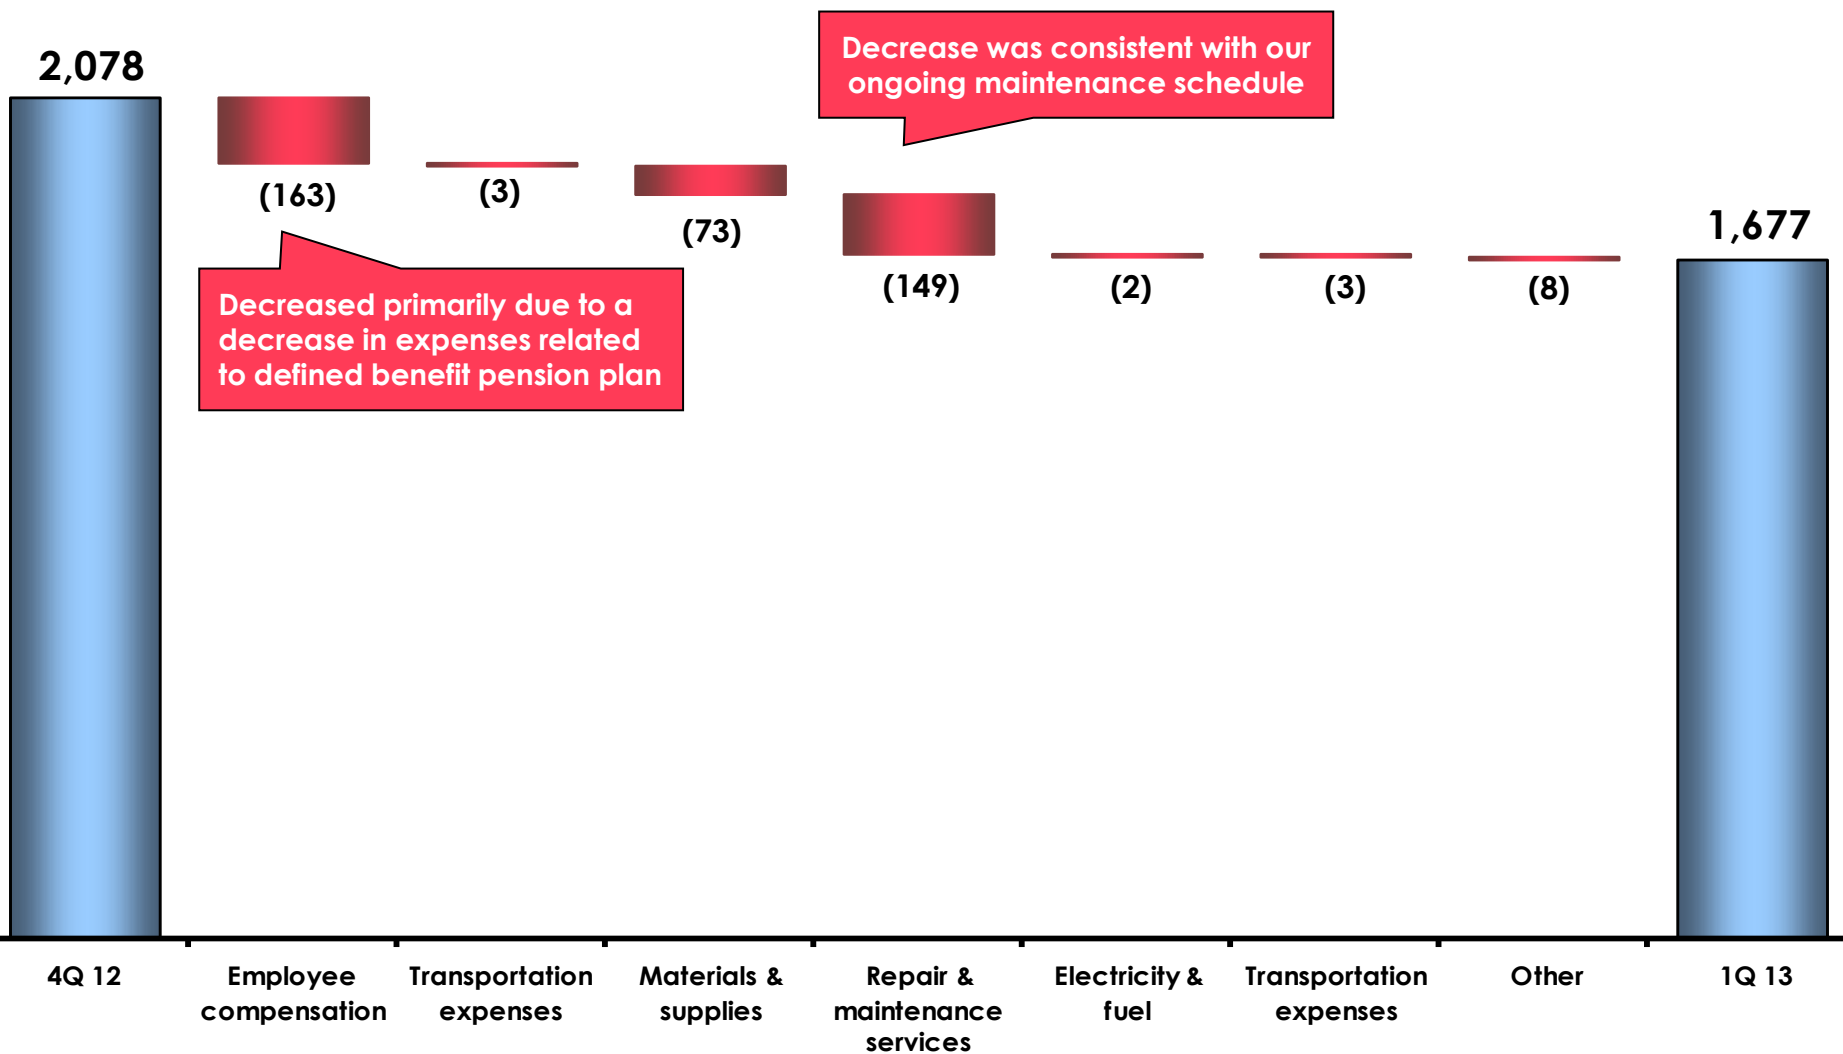 Decrease was consistent with our
ongoing maintenance schedule
2,078
(163)
(3)
(73)
(149)
(2)
(3)
(8)
1,677
Decreased primarily due to a
decrease in expenses related
to defined benefit pension plan
4Q 12
Employee
compensation
Transportation
expenses
Materials &
supplies
Repair &
maintenance
services
Electricity &
fuel
Transportation
expenses
Other
1Q 13